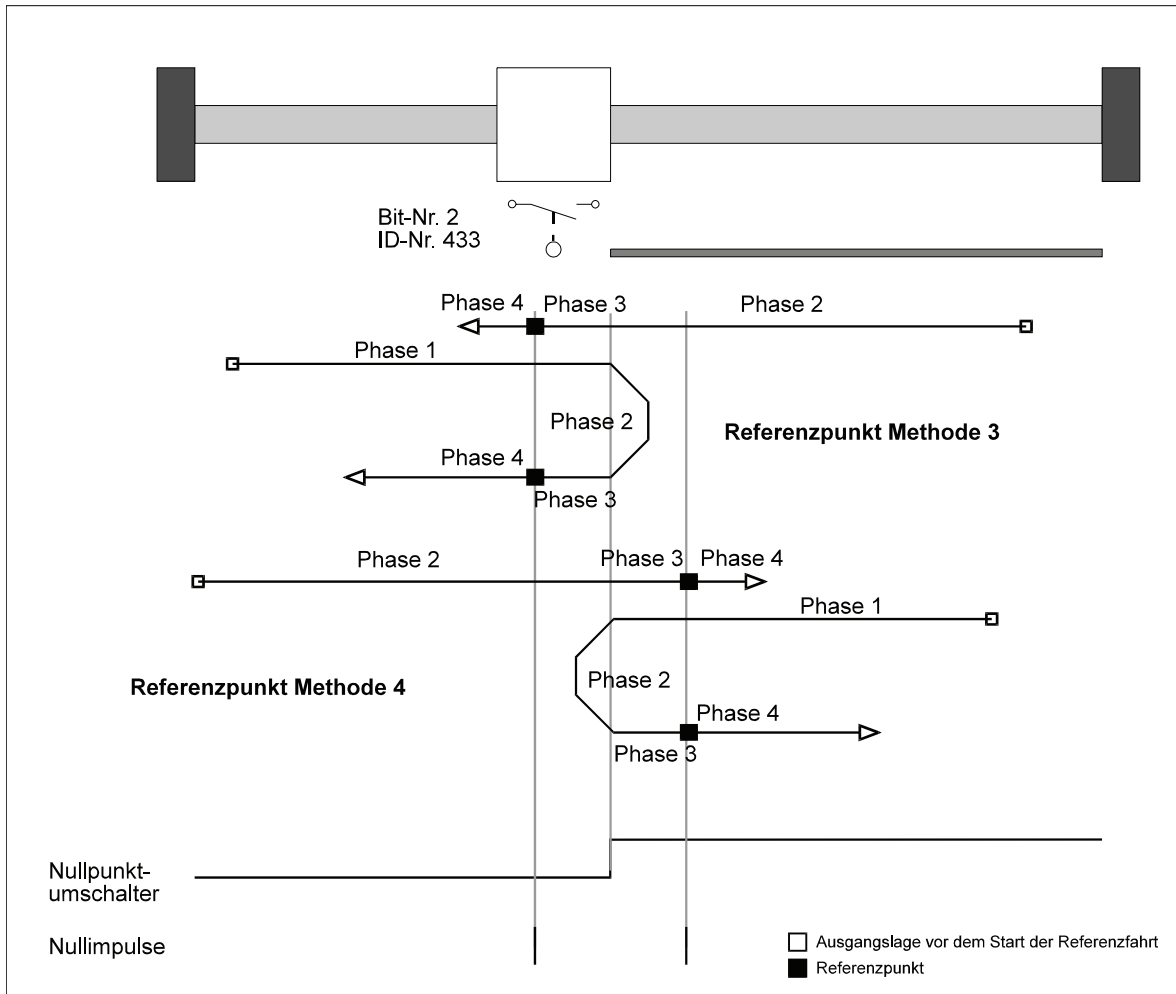 Bit-Nr. 2
ID-Nr. 433
Phase 4
Phase 3
Phase 2
Phase 1
Phase 2
Referenzpunkt Methode 3
Phase 4
Phase 3
Phase 2
Phase 3
Phase 4
Phase 1
Referenzpunkt Methode 4
Phase 2
Phase 4
Phase 3
Nullpunkt-
umschalter
Nullimpulse
Ausgangslage vor dem Start der Referenzfahrt
Referenzpunkt